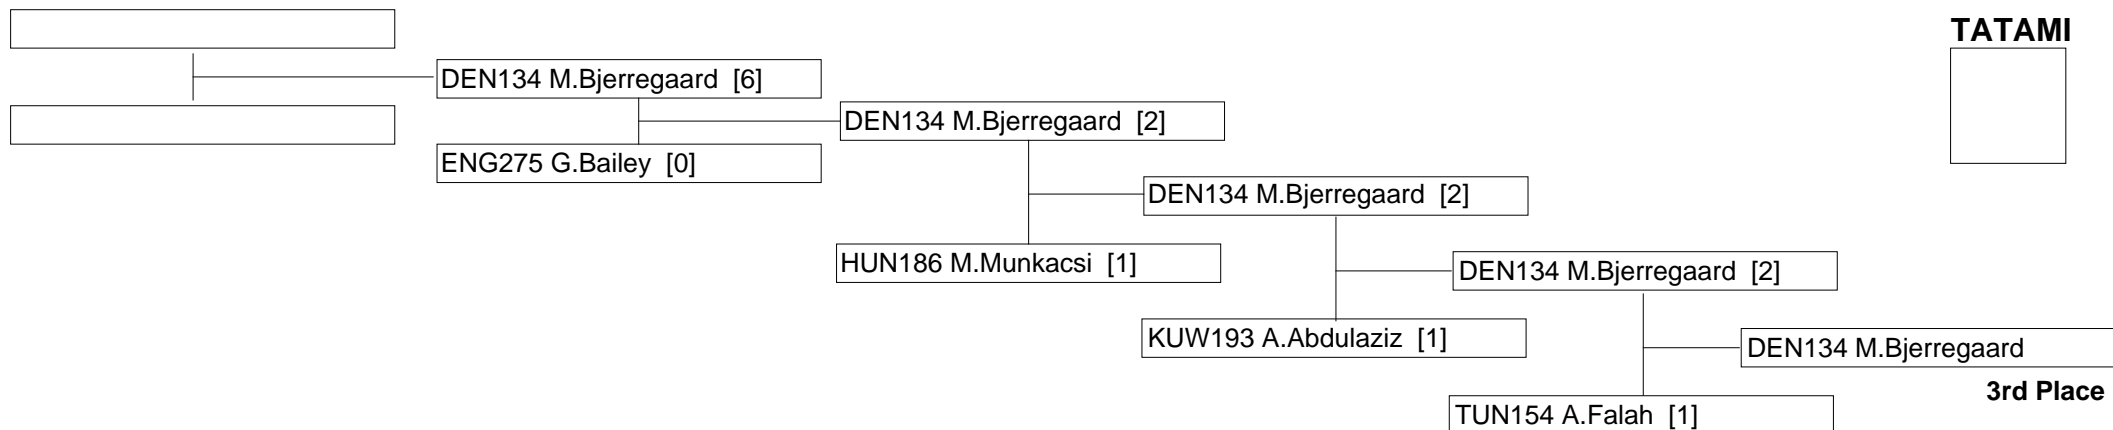 TATAMI
DEN134 M.Bjerregaard [6]
DEN134 M.Bjerregaard [2]
ENG275 G.Bailey [0]
DEN134 M.Bjerregaard [2]
HUN186 M.Munkacsi [1]
DEN134 M.Bjerregaard [2]
KUW193 A.Abdulaziz [1]
DEN134 M.Bjerregaard
3rd Place
TUN154 A.Falah [1]